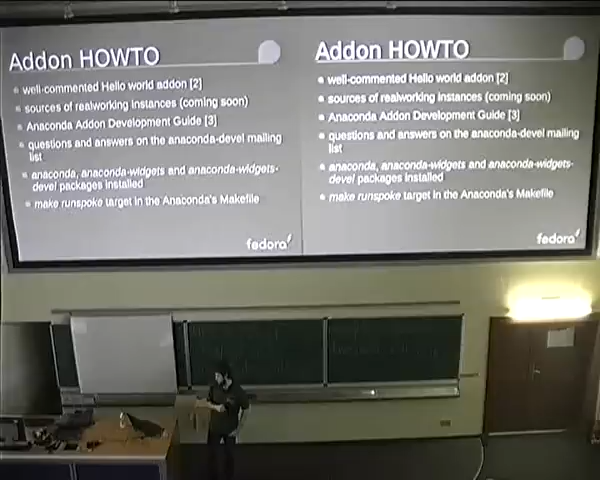 Addon HOWTO
well-commented Hello world addon [2]
sources of realworking instances (coming soon)
Anaconda Addon Development Guide [3]
questions and answers on the anaconda-devel mailing
list
anaconda, anaconda-widgets and anaconda-widgets-
devel packages installed
make runspoke target in the Anaconda's Makefile
fedora
Addon HOWTO
well-commented Hello world addon [2]
sources of realworking instances (coming soon)
Anaconda Addon Development Guide [3]
questions and answers on the anaconda-devel mailing
list
anaconda, anaconda-widgets and anaconda-widgets-
devel packages installed
make runspoke target in the Anaconda's Makefile
fedora